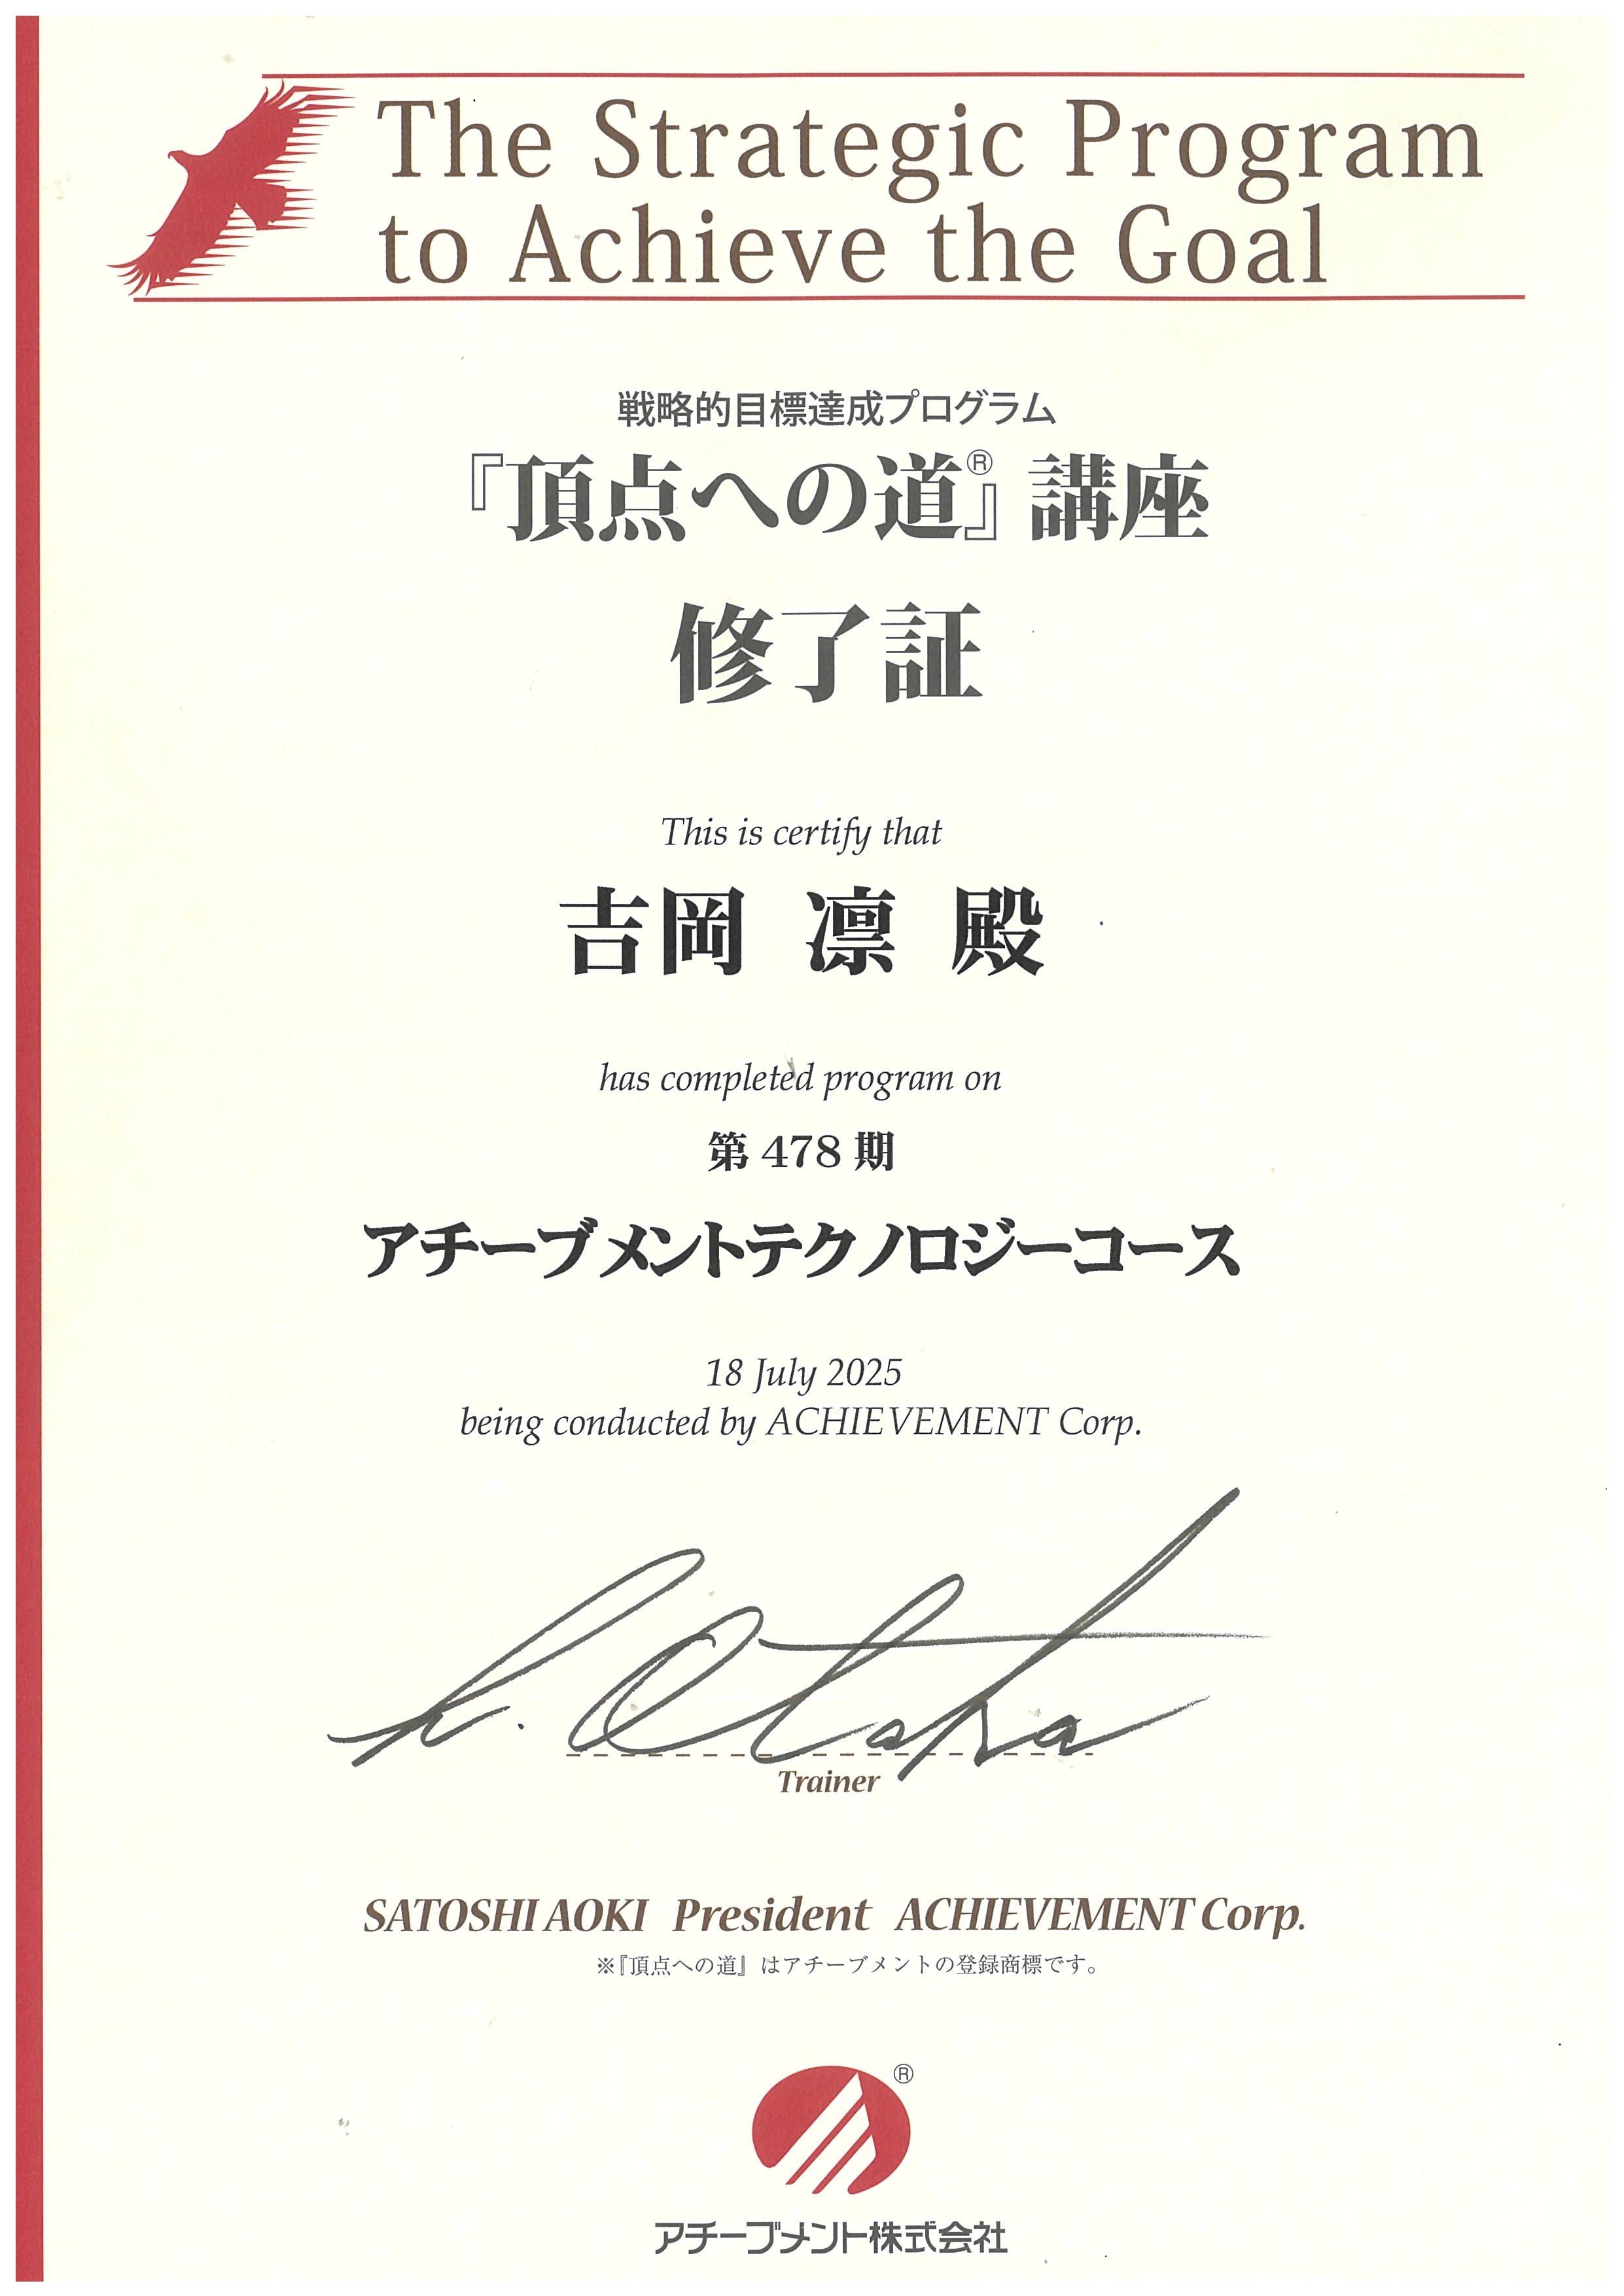 The Strategic Program
to Achieve the Goal
戦略的目標達成プログラム
『頂点への道®』講座
修了証
This is certify that
吉岡 凛 殿
has completed program on
第 478 期
アチーブメントテクノロジーコース
18 July 2025
being conducted by ACHIEVEMENT Corp.
Trainer
SATOSHI AOKI President ACHIEVEMENT Corp.
※『頂点への道』はアチーブメントの登録商標です。
®
アチーブメント株式会社